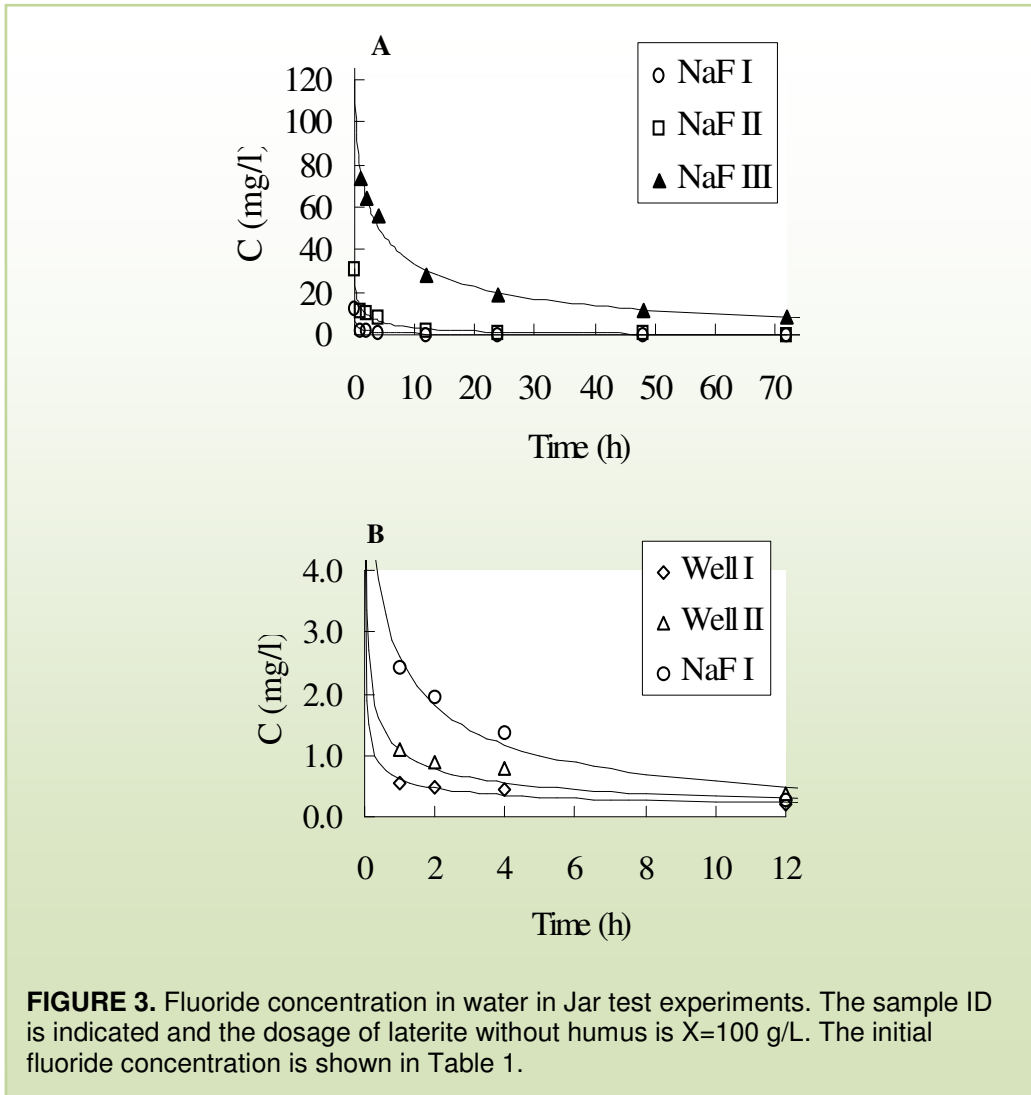 A
NaF I
NaF II
NaF III
120
100
80
60
40
20
0
C (mg/l)
0 10 20 30 40 50 60 70
Time (h)
B
Well I
Well II
NaF I
4.0
3.0
2.0
1.0
0.0
C (mg/l)
0 2 4 6 8 10 12
Time (h)
FIGURE 3. Fluoride concentration in water in Jar test experiments. The sample ID
is indicated and the dosage of laterite without humus is X=100 g/L. The initial
fluoride concentration is shown in Table 1.